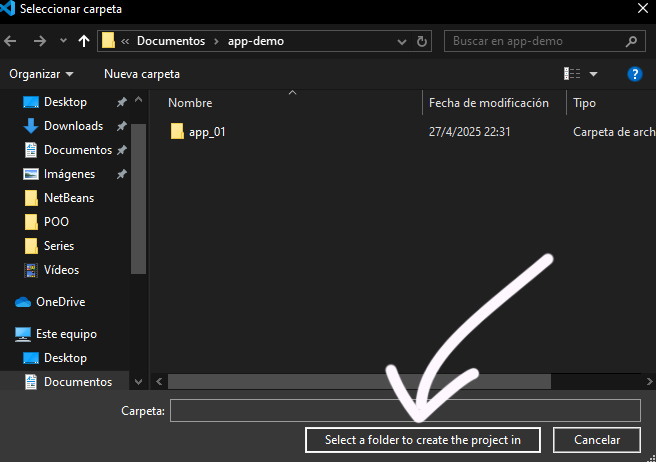 Seleccionar carpeta
« Documentos › app-demo
Buscar en app-demo
Organizar
Nueva carpeta
Nombre
Fecha de modificación
Tipo
app_01
27/4/2025 22:31
Carpeta de arch
Desktop
Downloads
Documentos
Imágenes
NetBeans
POO
Series
Vídeos
OneDrive
Este equipo
Desktop
Documentos
Carpeta:
Select a folder to create the project in
Cancelar